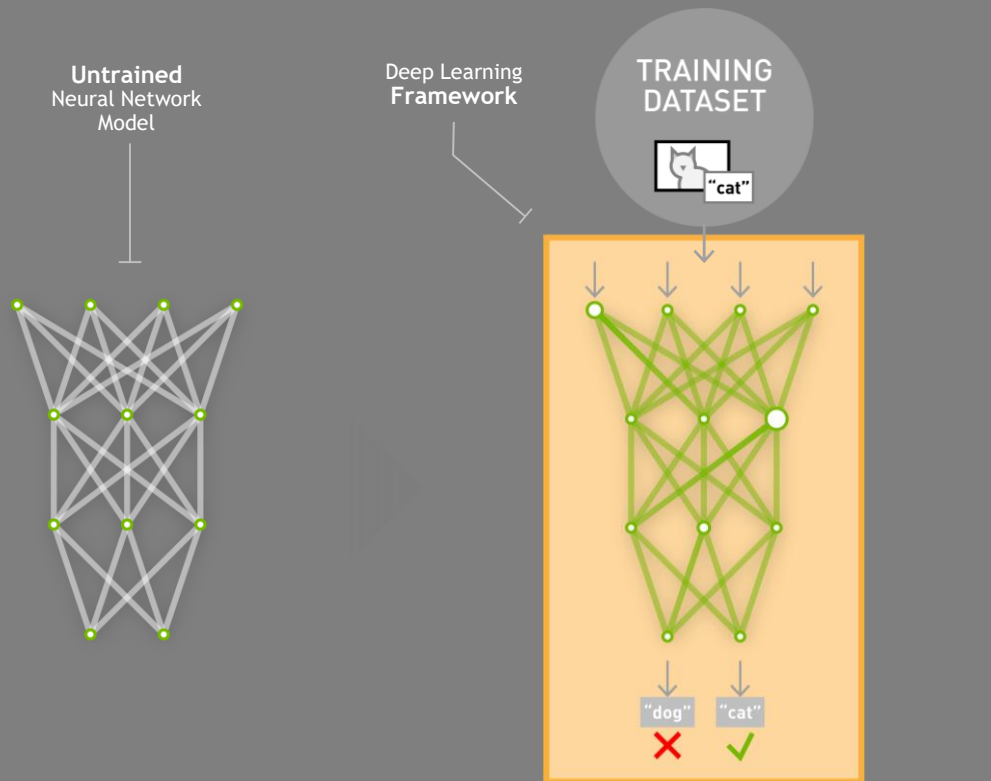 Untrained
Neural Network
Model
Deep Learning
Framework
TRAINING
DATASET
"cat"
"dog"
"cat"